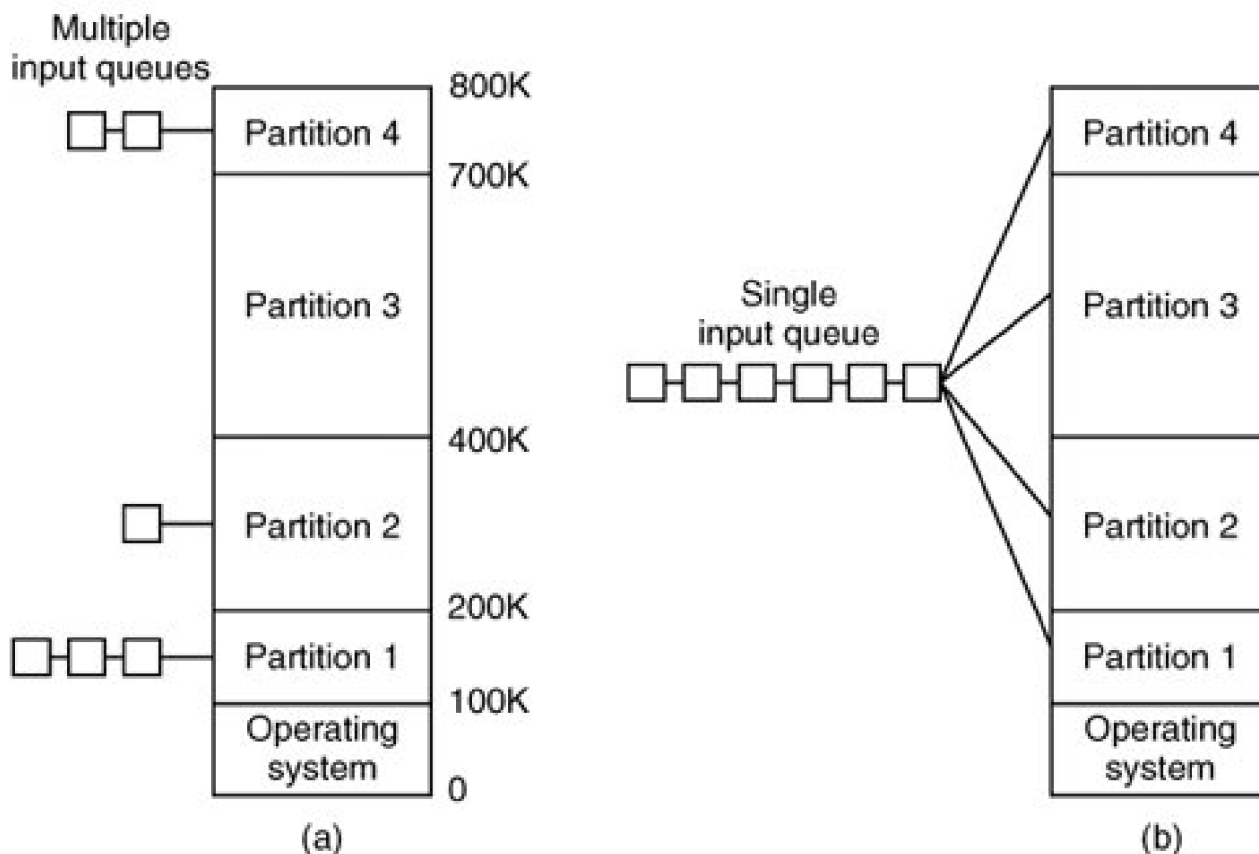 Multiple
input queues
800K
Partition 4
700K
Partition 3
400K
Partition 2
200K
Partition 1
100K
Operating
system
0
(a)
Single
input queue
Partition 4
Partition 3
Partition 2
Partition 1
Operating
system
(b)